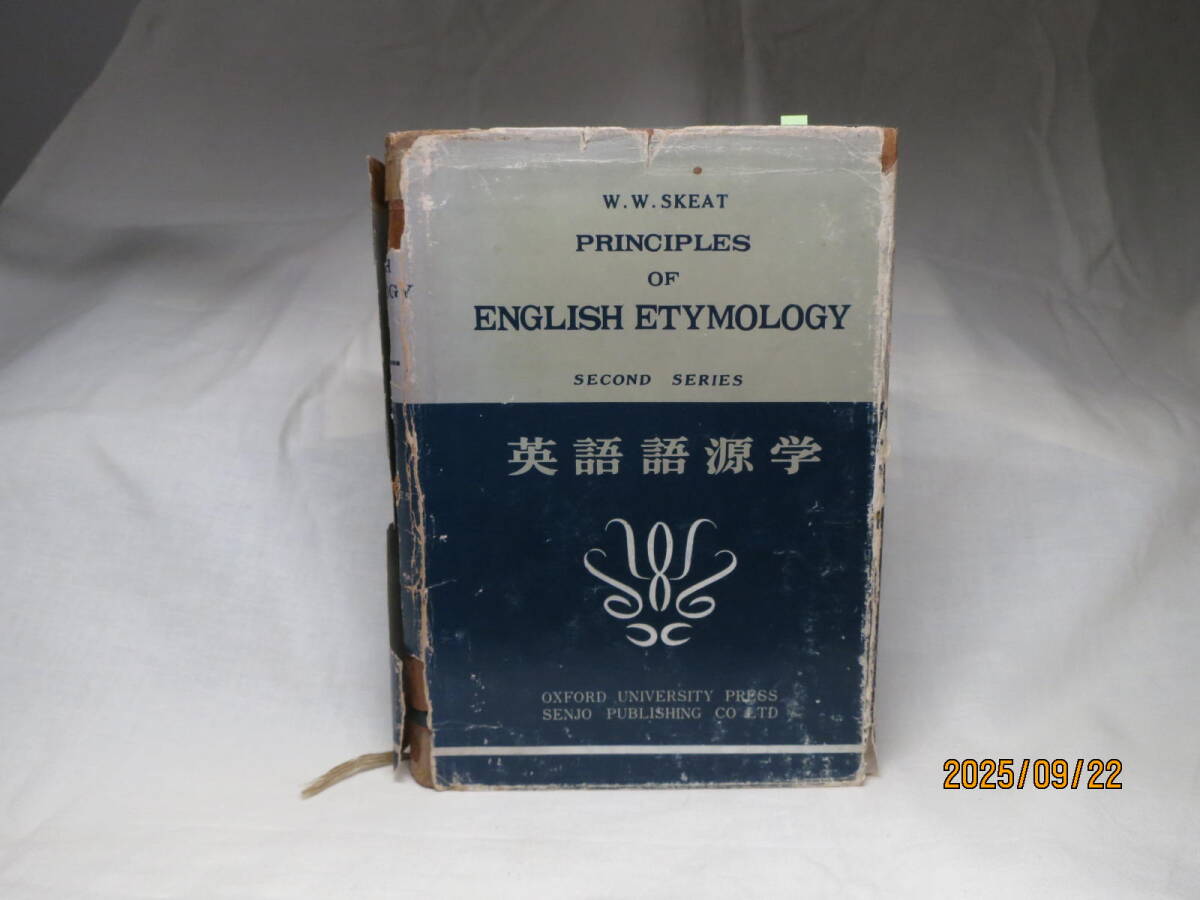 W. W. SKEAT
PRINCIPLES
OF
ENGLISH ETYMOLOGY
SECOND SERIES
英語語源学
OXFORD UNIVERSITY PRESS
SENJO PUBLISHING CO LTD
2025/09/22